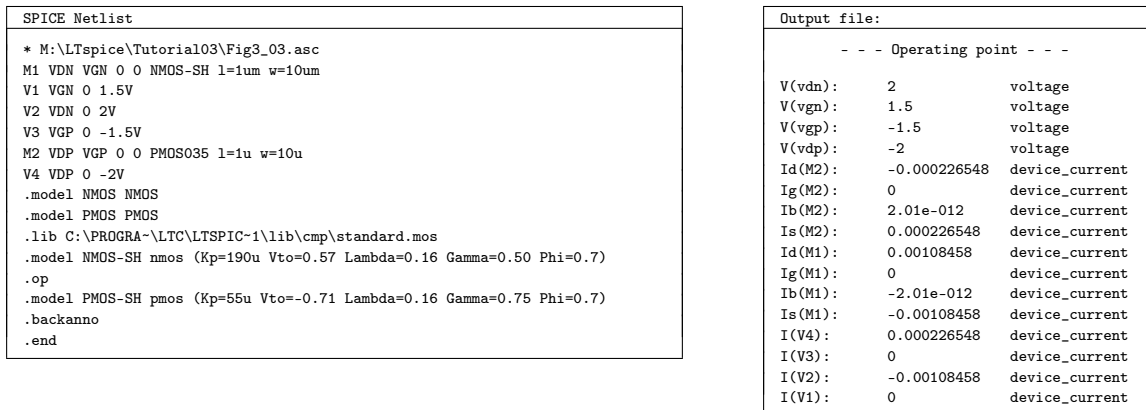 SPICE Netlist
* M:\LTspice\Tutorial03\Fig3_03.asc
M1 VDN VGN 0 0 NMOS-SH l=1um w=10um
V1 VGN 0 1.5V
V2 VDN 0 2V
V3 VGP 0 -1.5V
M2 VDP VGP 0 0 PMOS035 l=1u w=10u
V4 VDP 0 -2V
.model NMOS NMOS
.model PMOS PMOS
.lib C:\PROGRA~\LTC\LTSPIC~1\lib\cmp\standard.mos
.model NMOS-SH nmos (Kp=190u Vto=0.57 Lambda=0.16 Gamma=0.50 Phi=0.7)
.op
.model PMOS-SH pmos (Kp=55u Vto=-0.71 Lambda=0.16 Gamma=0.75 Phi=0.7)
.backanno
.end
Output file:
- - - Operating point - - -
V(vdn): 2 voltage
V(vgn): 1.5 voltage
V(vgp): -1.5 voltage
V(vdp): -2 voltage
Id(M2): -0.000226548 device_current
Ig(M2): 0 device_current
Ib(M2): 2.01e-012 device_current
Is(M2): 0.000226548 device_current
Id(M1): 0.00108458 device_current
Ig(M1): 0 device_current
Ib(M1): -2.01e-012 device_current
Is(M1): -0.00108458 device_current
I(V4): 0.000226548 device_current
I(V3): 0 device_current
I(V2): -0.00108458 device_current
I(V1): 0 device_current